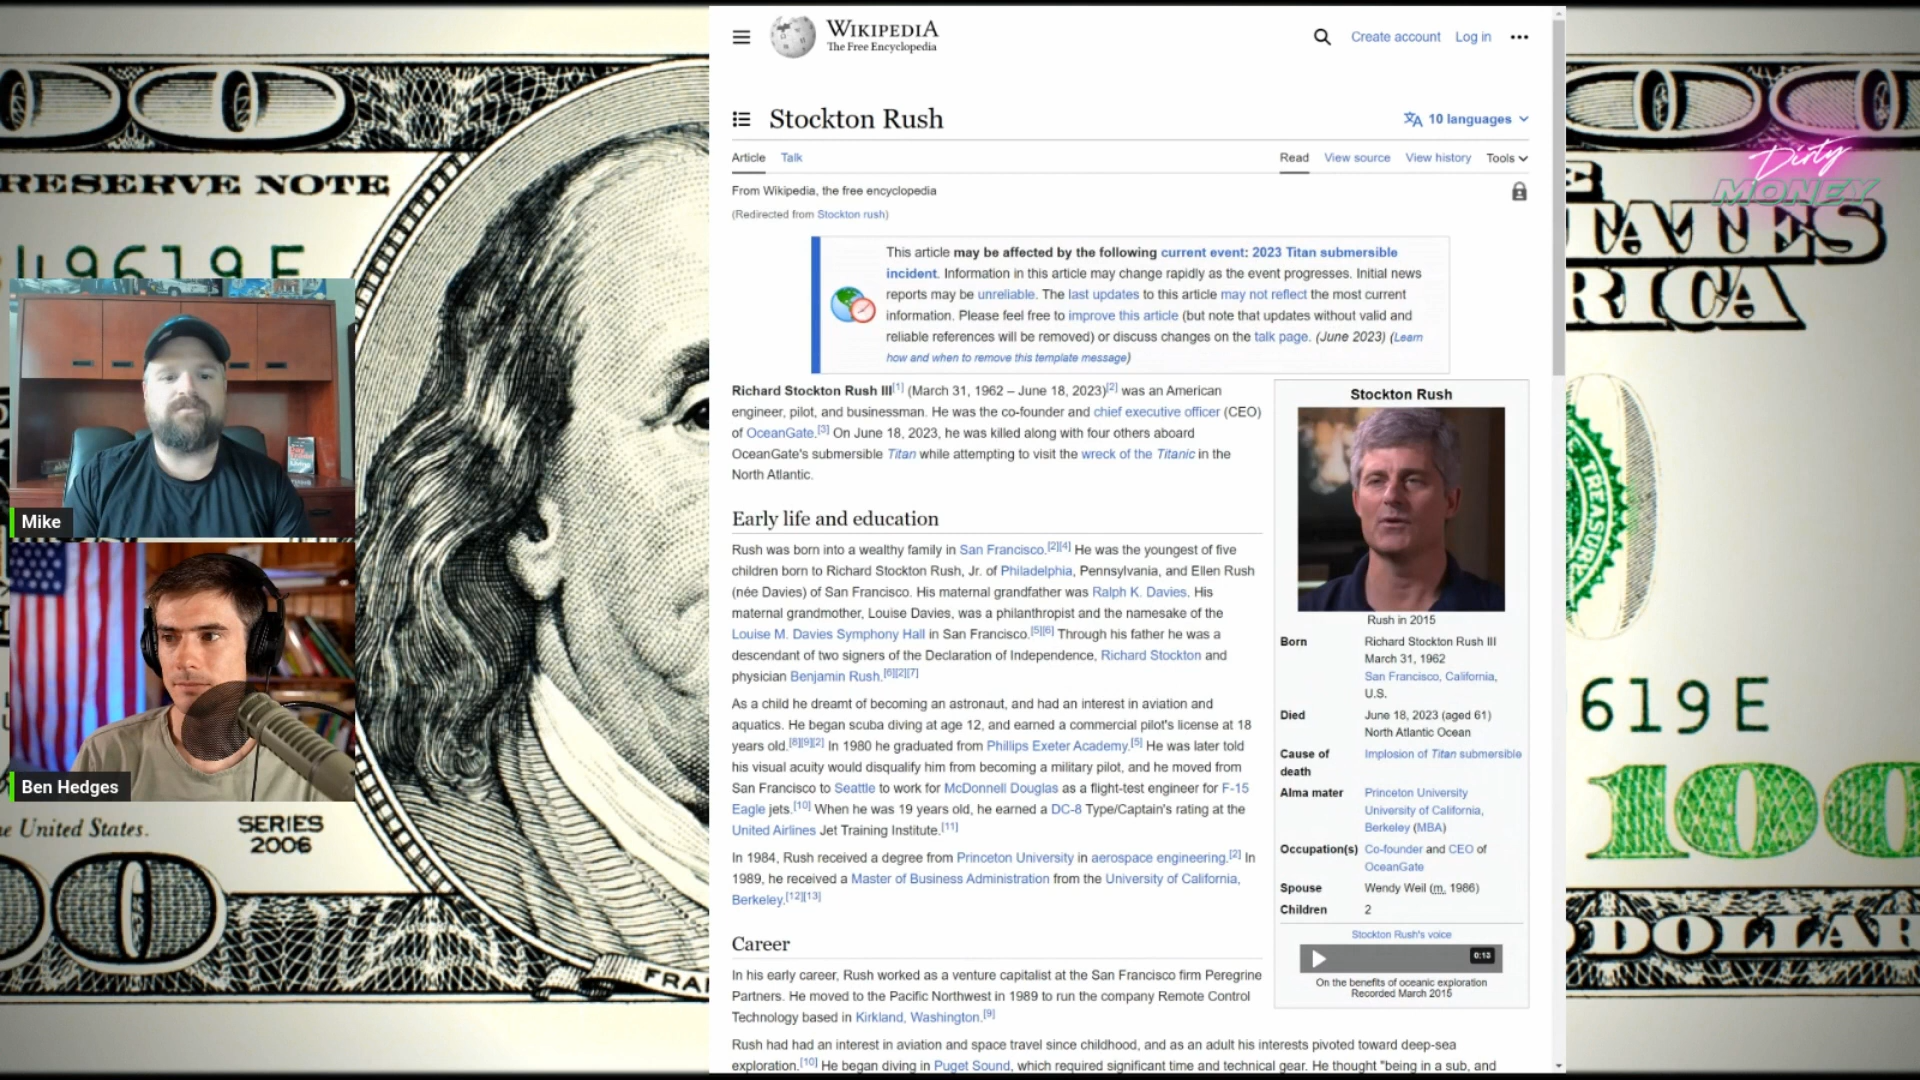 WIKIPEDIA
The Free Encyclopedia
Create account Log in
Stockton Rush
10 languages
Article Talk
Read View source View history Tools
From Wikipedia, the free encyclopedia
(Redirected from Stockton rush)
This article may be affected by the following current event: 2023 Titan submersible
incident. Information in this article may change rapidly as the event progresses. Initial news
reports may be unreliable. The last updates to this article may not reflect the most current
information. Please feel free to improve this article (but note that updates without valid and
reliable references will be removed) or discuss changes on the talk page. (June 2023) (Learn
how and when to remove this template message)
Richard Stockton Rush III[1] (March 31, 1962 – June 18, 2023)[2] was an American
engineer, pilot, and businessman. He was the co-founder and chief executive officer (CEO)
of OceanGate.[3] On June 18, 2023, he was killed along with four others aboard
OceanGate's submersible Titan while attempting to visit the wreck of the Titanic in the
North Atlantic.
Early life and education
Rush was born into a wealthy family in San Francisco.[2][4] He was the youngest of five
children born to Richard Stockton Rush, Jr. of Philadelphia, Pennsylvania, and Ellen Rush
(née Davies) of San Francisco. His maternal grandfather was Ralph K. Davies. His
maternal grandmother, Louise Davies, was a philanthropist and the namesake of the
Louise M. Davies Symphony Hall in San Francisco.[5][6] Through his father he was a
descendant of two signers of the Declaration of Independence, Richard Stockton and
physician Benjamin Rush.[6][2][7]
As a child he dreamt of becoming an astronaut, and had an interest in aviation and
aquatics. He began scuba diving at age 12, and earned a commercial pilot's license at 18
years old.[8][9][2] In 1980 he graduated from Phillips Exeter Academy.[5] He was later told
his visual acuity would disqualify him from becoming a military pilot, and he moved from
San Francisco to Seattle to work for McDonnell Douglas as a flight-test engineer for F-15
Eagle jets.[10] When he was 19 years old, he earned a DC-8 Type/Captain's rating at the
United Airlines Jet Training Institute.[11]
In 1984, Rush received a degree from Princeton University in aerospace engineering.[2] In
1989, he received a Master of Business Administration from the University of California,
Berkeley.[12][13]
Career
In his early career, Rush worked as a venture capitalist at the San Francisco firm Peregrine
Partners. He moved to the Pacific Northwest in 1989 to run the company Remote Control
Technology based in Kirkland, Washington.[9]
Rush had had an interest in aviation and space travel since childhood, and as an adult his interests pivoted toward deep-sea
exploration.[10] He began diving in Puget Sound, which required significant time and technical gear. He thought "being in a sub, and
Stockton Rush
Rush in 2015
Born Richard Stockton Rush III
March 31, 1962
San Francisco, California,
U.S.
Died June 18, 2023 (aged 61)
North Atlantic Ocean
Cause of Implosion of Titan submersible
death
Alma mater Princeton University
University of California,
Berkeley (MBA)
Occupation(s) Co-founder and CEO of
OceanGate
Spouse Wendy Weil (m. 1986)
Children 2
Stockton Rush's voice
0:13
On the benefits of oceanic exploration
Recorded March 2015
Mike
Ben Hedges
RESERVE NOTE
49619E
e United States.
SERIES
2006
00
FRA
Dirty
MONEY
TATES
RICA
TREASURY
9619E
100
DOLLAR